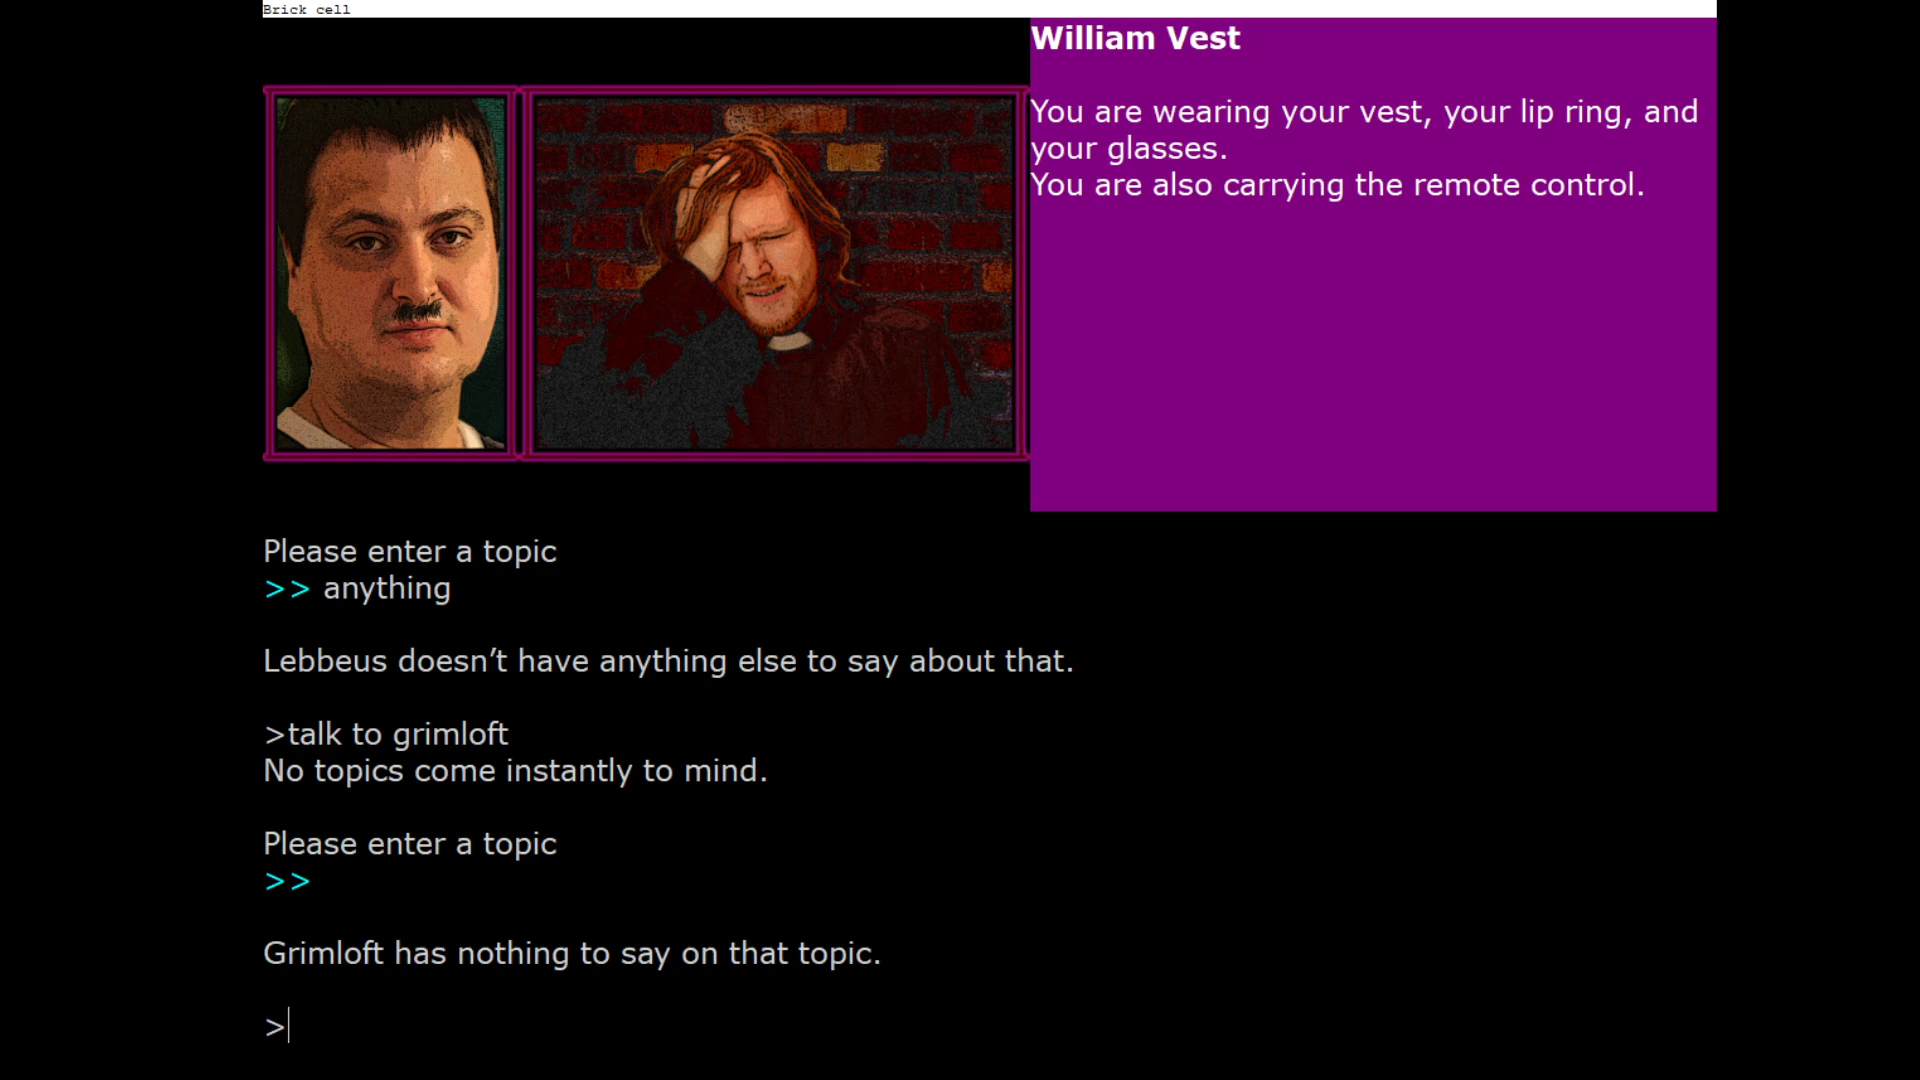 Brick cell
William Vest
You are wearing your vest, your lip ring, and
your glasses.
You are also carrying the remote control.
Please enter a topic
>> anything
Lebbeus doesn’t have anything else to say about that.
>talk to grimloft
No topics come instantly to mind.
Please enter a topic
>>
Grimloft has nothing to say on that topic.
>